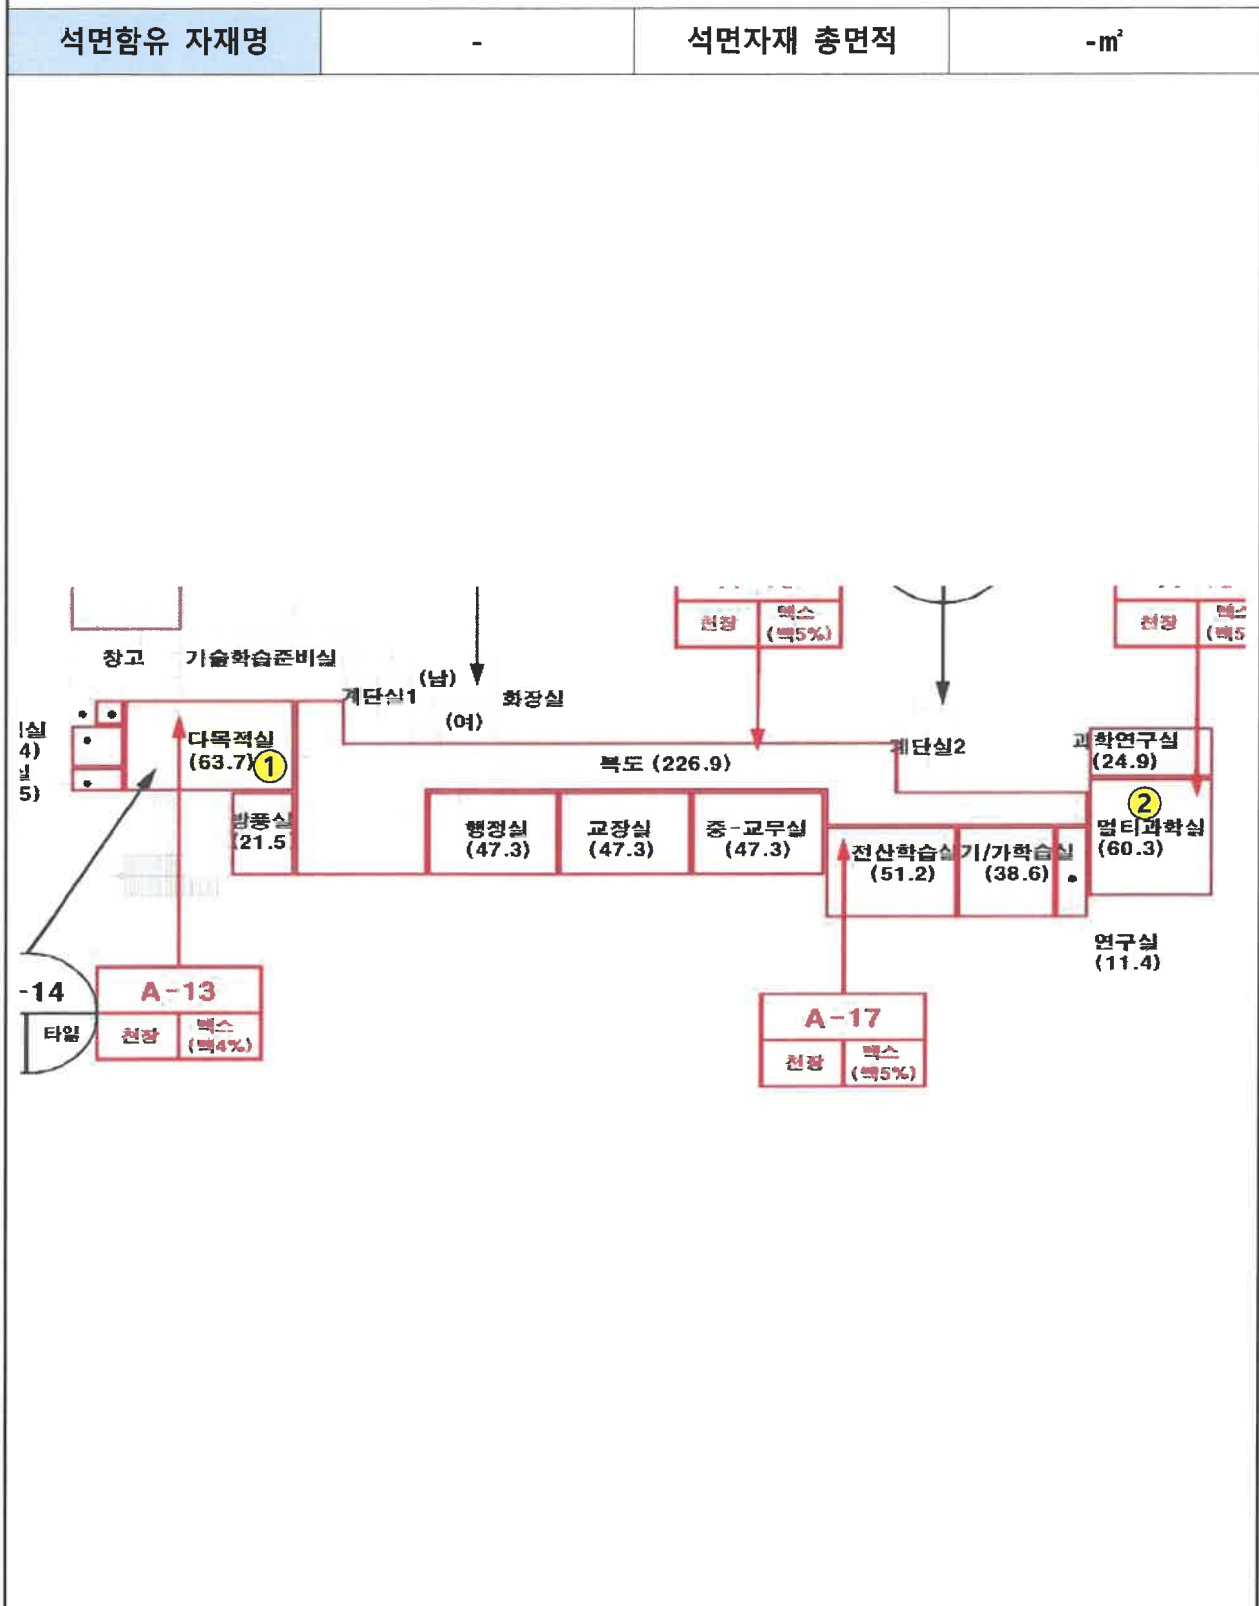 석면함유 자재명 - 석면자재 총면적 -㎡
천장 텍스 (백5%)
천장
창고 기술학습준비실
계단실1 (남) 화장실
(여)
다목적실
(63.7) ①
복도 (226.9)
계단실2
과학연구실
(24.9)
②
멀티과학실
(60.3)
4)
5)
방풍실
(21.5
행정실
(47.3)
교장실
(47.3)
중-교무실
(47.3)
전산학습실
(51.2)
기/가학습실
(38.6)
연구실
(11.4)
-14
타일
A-13
천장 텍스 (백4%)
A-17
천장 텍스 (백5%)